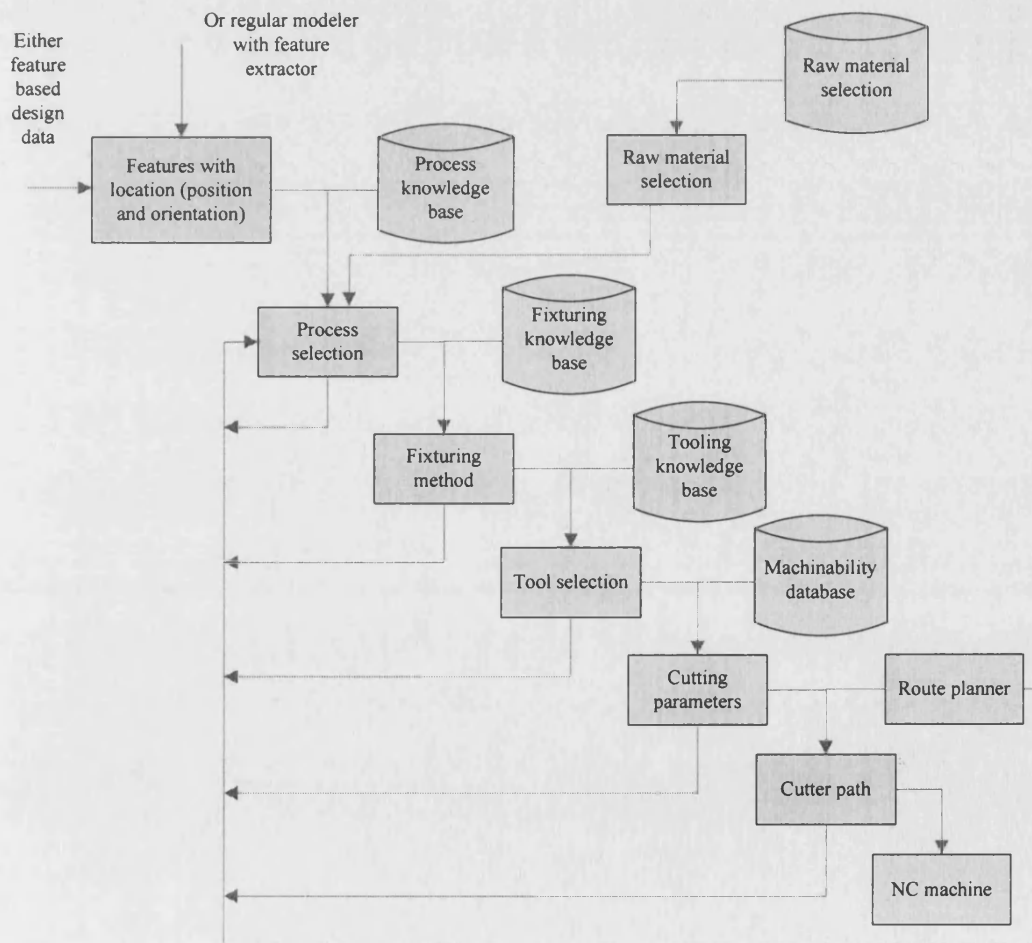 Either
feature
based
design
data
Or regular modeler
with feature
extractor
Raw material
selection
Features with
location (position
and orientation)
Process
knowledge
base
Raw material
selection
Process
selection
Fixturing
knowledge
base
Fixturing
method
Tooling
knowledge
base
Tool selection
Machinability
database
Cutting
parameters
Route planner
Cutter path
NC machine